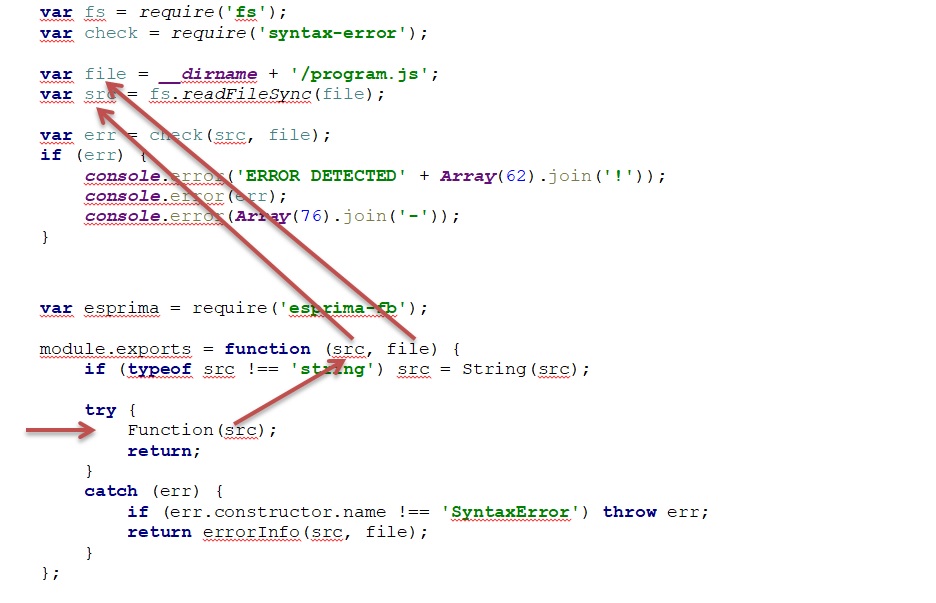 var fs = require('fs');
var check = require('syntax-error');
var file = __dirname + '/program.js';
var src = fs.readFileSync(file);
var err = check(src, file);
if (err) {
console.error('ERROR DETECTED' + Array(62).join('!'));
console.error(err);
console.error(Array(76).join('-'));
}
var esprima = require('esprima-fb');
module.exports = function (src, file) {
if (typeof src !== 'string') src = String(src);
try {
Function(src);
return;
}
catch (err) {
if (err.constructor.name !== 'SyntaxError') throw err;
return errorInfo(src, file);
}
};